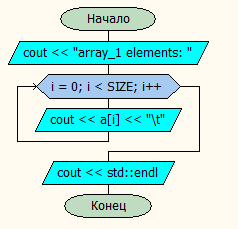 Начало
cout << "array_1 elements: "
i = 0; i < SIZE; i++
cout << a[i] << "\t"
cout << std::endl
Конец